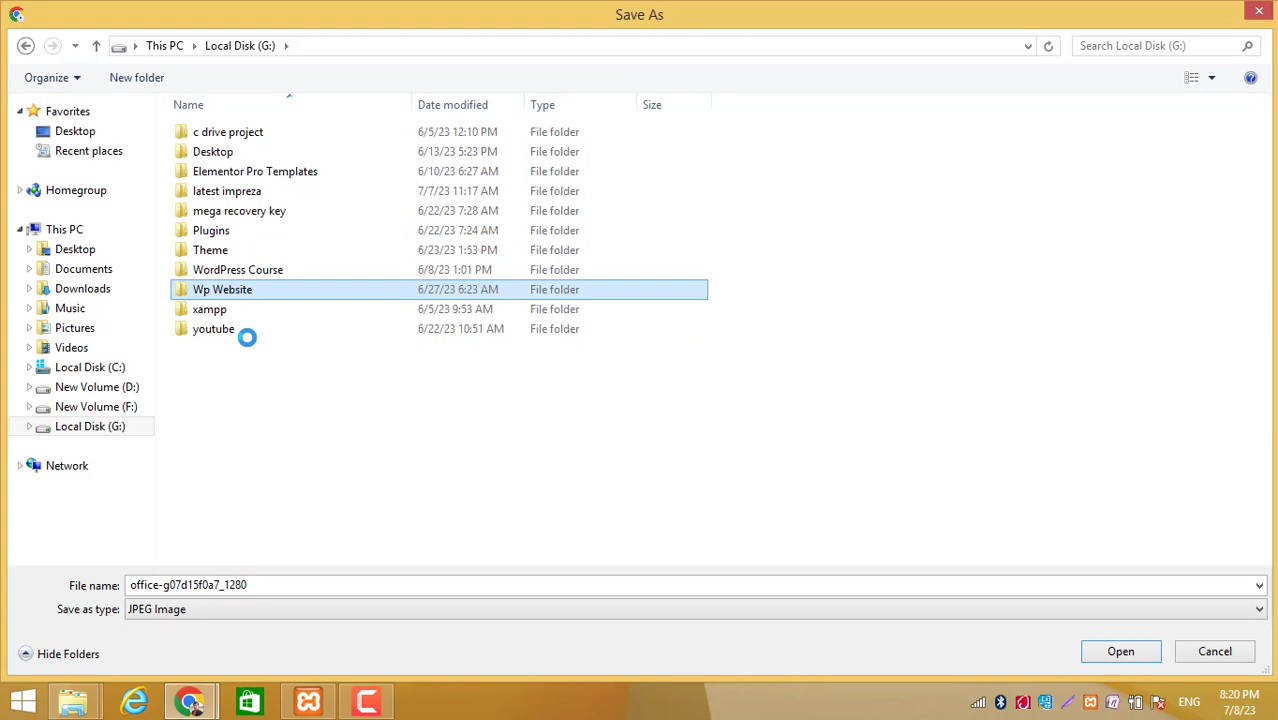 Save As
This PC Local Disk (G:) Search Local Disk (G:)
Organize New folder
Name Date modified Type Size
Favorites
Desktop
Recent places
Homegroup
This PC
Desktop
Documents
Downloads
Music
Pictures
Videos
Local Disk (C:)
New Volume (D:)
New Volume (F:)
Local Disk (G:)
Network
c drive project 6/5/23 12:10 PM File folder
Desktop 6/13/23 5:23 PM File folder
Elementor Pro Templates 6/10/23 6:27 AM File folder
latest impreza 7/7/23 11:17 AM File folder
mega recovery key 6/22/23 7:28 AM File folder
Plugins 6/22/23 7:24 AM File folder
Theme 6/23/23 1:53 PM File folder
WordPress Course 6/8/23 1:01 PM File folder
Wp Website 6/27/23 6:23 AM File folder
xampp 6/5/23 9:53 AM File folder
youtube 6/22/23 10:51 AM File folder
File name: office-g07d15f0a7_1280
Save as type: JPEG Image
Hide Folders Open Cancel
ENG 8:20 PM
7/8/23